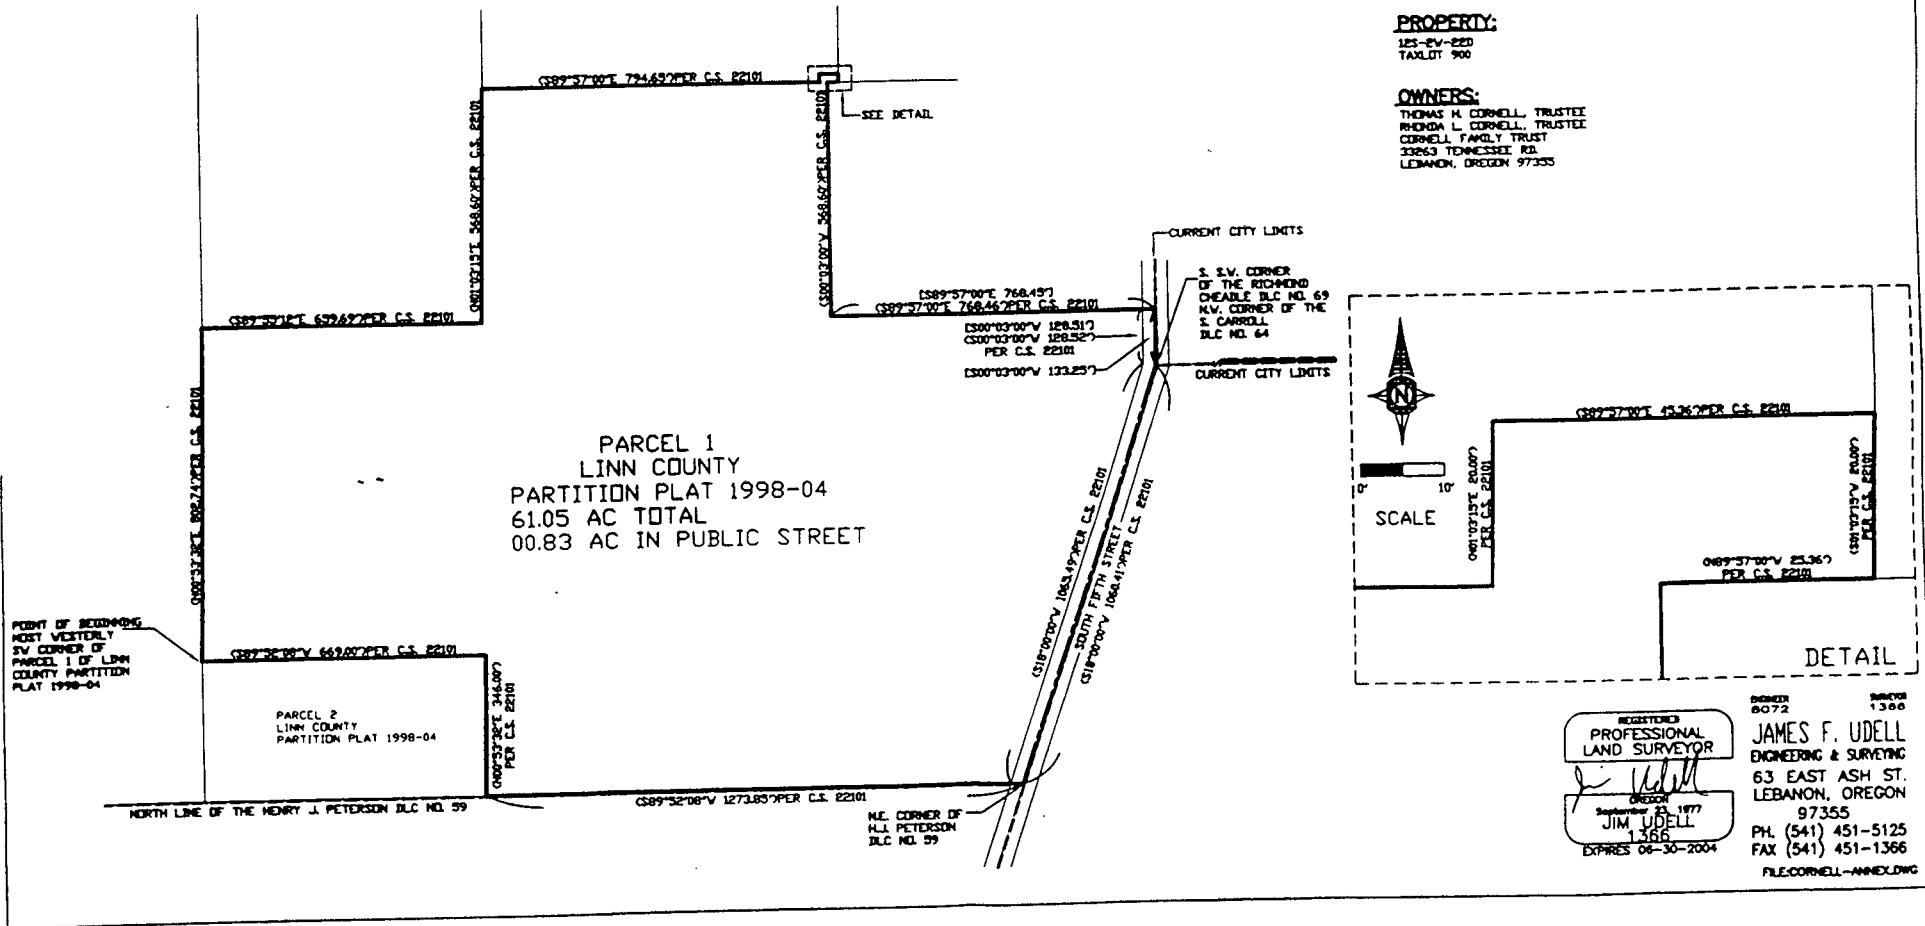 PROPERTY:
12S-2W-22D
TAXLOT 900
OWNERS:
THOMAS H. CORNELL, TRUSTEE
RHONDA L. CORNELL, TRUSTEE
CORNELL FAMILY TRUST
33263 TENNESSEE RD.
LEBANON, OREGON 97355
(S89°57'00"E 794.65')PER C.S. 22101
SEE DETAIL
(N01°03'15"E 568.60')PER C.S. 22101
(S00°03'00"W 568.60')PER C.S. 22101
CURRENT CITY LIMITS
S. S.W. CORNER
OF THE RICHMOND
CHEADLE DLC NO. 69
N.W. CORNER OF THE
S. CARROLL
DLC NO. 64
[S89°57'00"E 768.45']
(S89°57'00"E 768.46')PER C.S. 22101
(S89°55'12"E 659.69')PER C.S. 22101
[S00°03'00"W 128.51']
(S00°03'00"W 128.52')
PER C.S. 22101
[S00°03'00"W 133.25']
CURRENT CITY LIMITS
(N00°53'32"E 802.74')PER C.S. 22101
PARCEL 1
LINN COUNTY
PARTITION PLAT 1998-04
61.05 AC TOTAL
00.83 AC IN PUBLIC STREET
(S18°00'00"W 1065.49')PER C.S. 22101
SOUTH FIFTH STREET
(S18°00'00"W 1060.41')PER C.S. 22101
POINT OF BEGINNING
MOST WESTERLY
SW CORNER OF
PARCEL 1 OF LINN
COUNTY PARTITION
PLAT 1998-04
(S89°52'08"W 669.00')PER C.S. 22101
PARCEL 2
LINN COUNTY
PARTITION PLAT 1998-04
(N00°53'32"E 346.00')
PER C.S. 22101
NORTH LINE OF THE HENRY J. PETERSON DLC NO. 59
(S89°52'08"W 1273.85')PER C.S. 22101
N.E. CORNER OF
H.J. PETERSON
DLC NO. 59
N
0' 10'
SCALE
(S89°57'00"E 45.36')PER C.S. 22101
(N01°03'15"E 20.00')
PER C.S. 22101
(S01°03'15"W 20.00')
PER C.S. 22101
(N89°57'00"W 25.36')
PER C.S. 22101
DETAIL
REGISTERED
PROFESSIONAL
LAND SURVEYOR
OREGON
September 23, 1977
JIM UDELL
1366
EXPIRES 06-30-2004
ENGINEER SURVEYOR
8072 1366
JAMES F. UDELL
ENGINEERING & SURVEYING
63 EAST ASH ST.
LEBANON, OREGON
97355
PH. (541) 451-5125
FAX (541) 451-1366
FILE:CORNELL-ANNEX.DWG